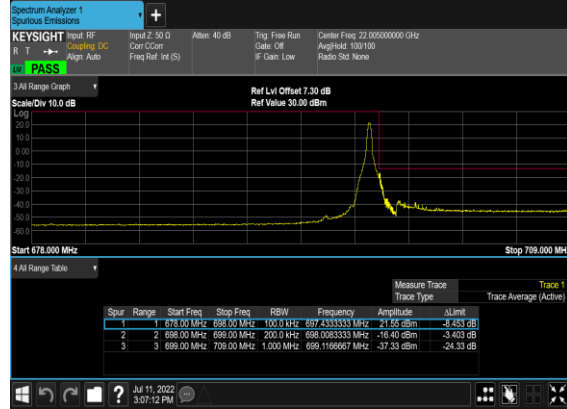 Spectrum Analyzer 1
Spurious Emissions
KEYSIGHT Input: RF Input Z: 50 Ω Atten: 40 dB Trig: Free Run Center Freq: 22.005000000 GHz
R T Coupling: DC Corr CCorr Gate: Off Avg|Hold: 100/100
Align: Auto Freq Ref: Int (S) IF Gain: Low Radio Std: None
PASS
3 All Range Graph
Ref Lvl Offset 7.30 dB
Scale/Div 10.0 dB Ref Value 30.00 dBm
Log
20.0
10.0
0.00
-10.0
-20.0
-30.0
-40.0
-50.0
-60.0
Start 678.000 MHz Stop 709.000 MH
4 All Range Table
Measure Trace Trace 1
Trace Type Trace Average (Active)
Spur Range Start Freq Stop Freq RBW Frequency Amplitude ΔLimit
1 1 678.00 MHz 698.00 MHz 100.0 kHz 697.4333333 MHz 21.55 dBm -8.453 dB
2 2 698.00 MHz 699.00 MHz 200.0 kHz 698.0083333 MHz -16.40 dBm -3.403 dB
3 3 699.00 MHz 709.00 MHz 1.000 MHz 699.1166667 MHz -37.33 dBm -24.33 dB
? Jul 11, 2022
3:07:12 PM